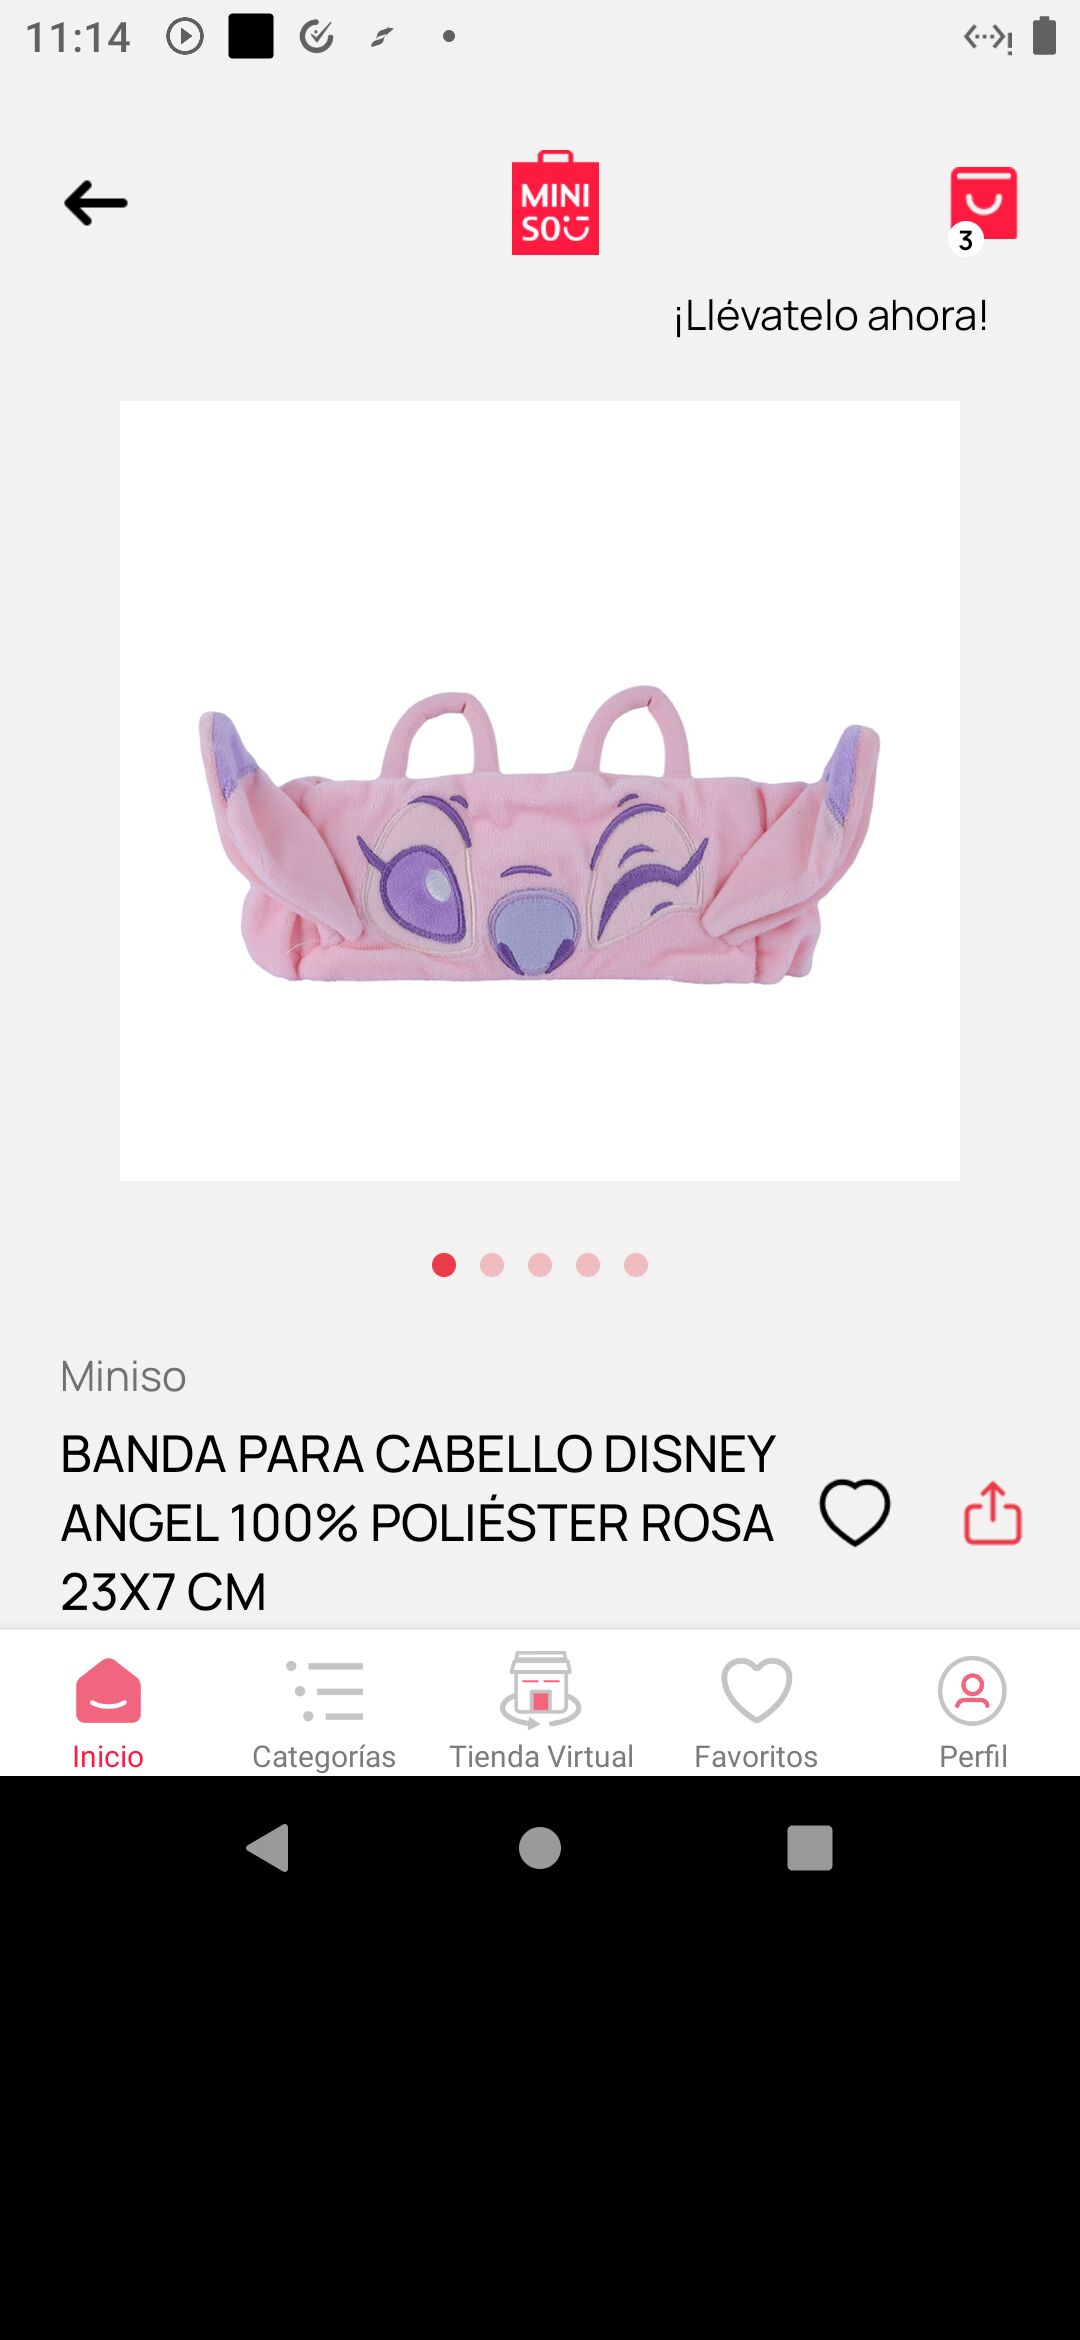 11:14
MINI
SO
3
¡Llévatelo ahora!
Miniso
BANDA PARA CABELLO DISNEY
ANGEL 100% POLIÉSTER ROSA
23X7 CM
Inicio
Categorías
Tienda Virtual
Favoritos
Perfil